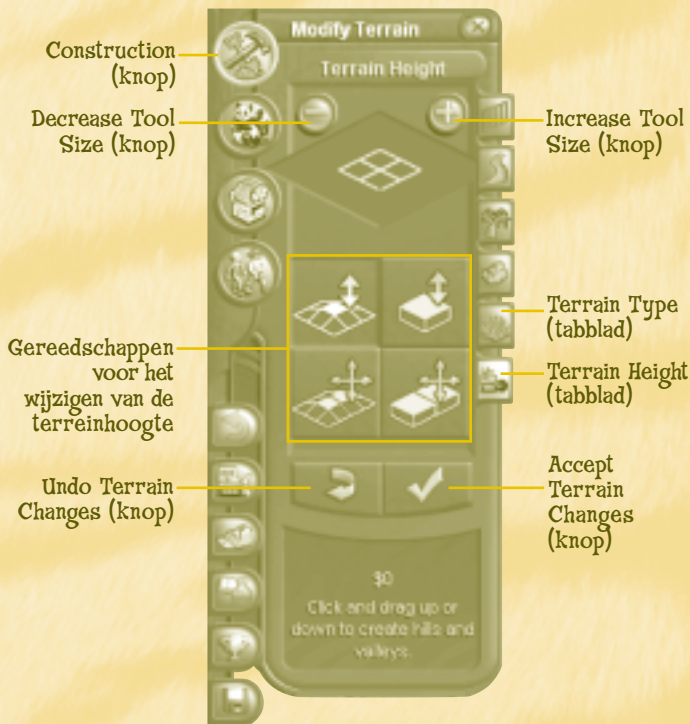 Modify Terrain
Terrain Height
Construction
(knop)
Decrease Tool
Size (knop)
Increase Tool
Size (knop)
Gereedschappen
voor het
wijzigen van de
terreinhoogte
Terrain Type
(tabblad)
Terrain Height
(tabblad)
Undo Terrain
Changes (knop)
Accept
Terrain
Changes
(knop)
$0
Click and drag up or
down to create hills and
valleys.